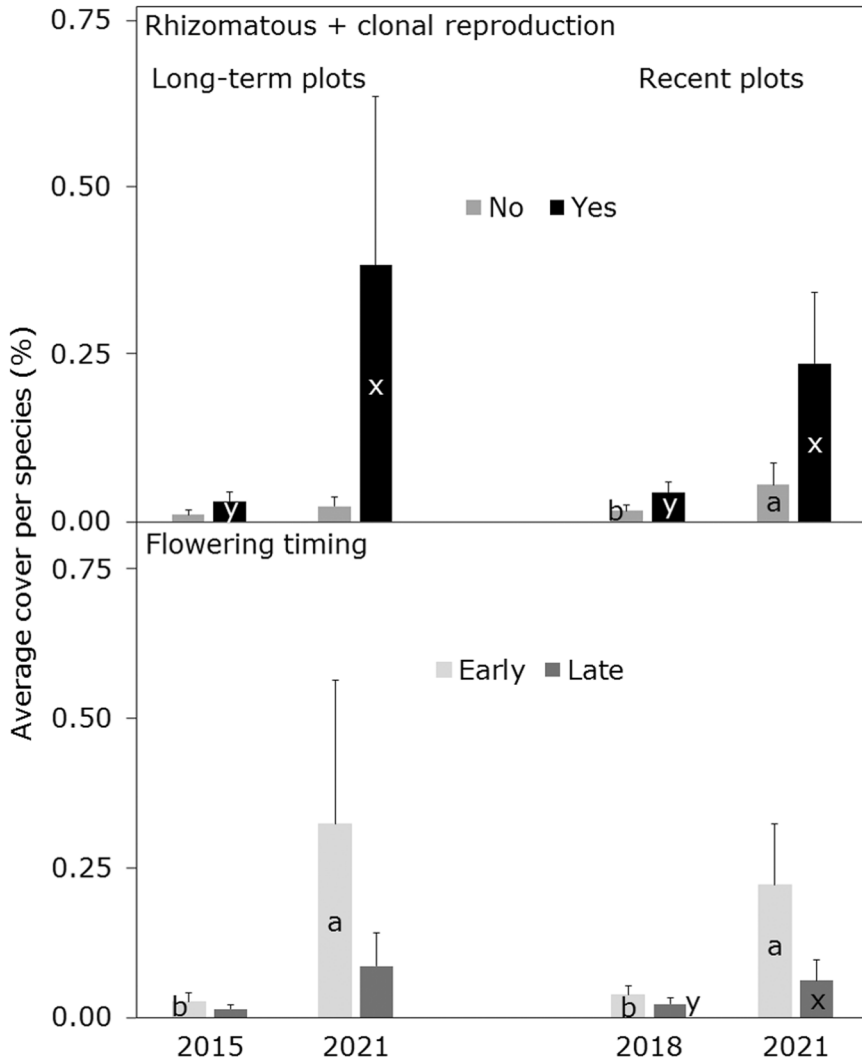 Average cover per species (%)
Rhizomatous + clonal reproduction
Long-term plots Recent plots
No Yes
0.75
0.50
0.25
0.00
y x b y a x
Flowering timing
Early Late
0.75
0.50
0.25
0.00
b a b y a x
2015 2021 2018 2021